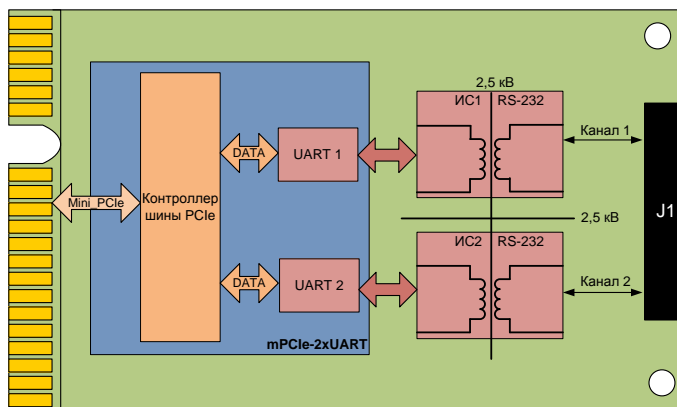 2,5 кВ
ИС1 RS-232
Канал 1
DATA
UART 1
Mini_PCIe
Контроллер
шины PCIe
J1
2,5 кВ
ИС2 RS-232
DATA
UART 2
Канал 2
mPCIe-2xUART